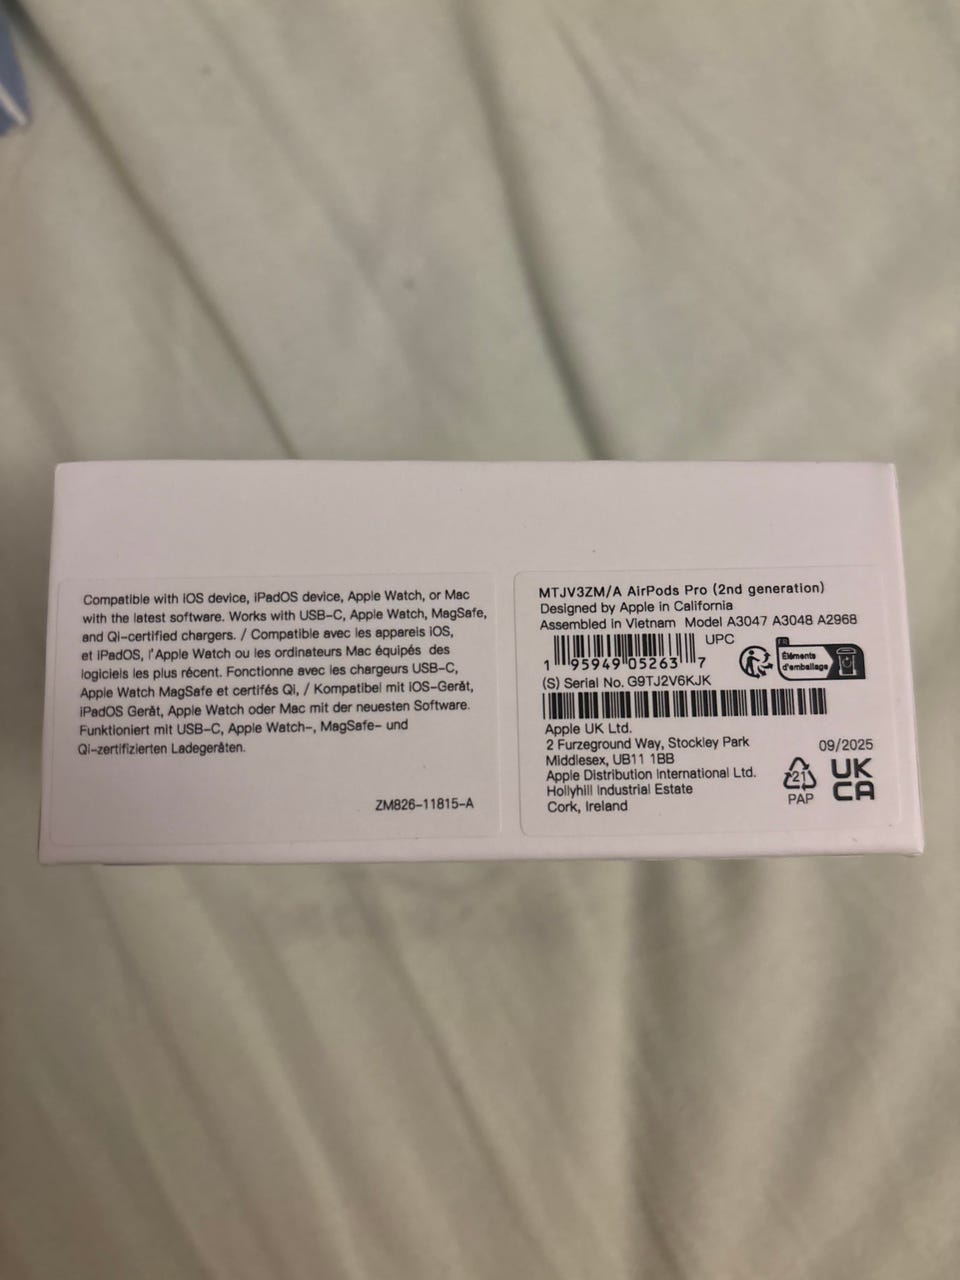 Compatible with iOS device, iPadOS device, Apple Watch, or Mac
with the latest software. Works with USB-C, Apple Watch, MagSafe,
and Qi-certified chargers. / Compatible avec les appareils iOS,
et iPadOS, l'Apple Watch ou les ordinateurs Mac équipés des
logiciels les plus récent. Fonctionne avec les chargeurs USB-C,
Apple Watch MagSafe et certifés Qi, / Kompatibel mit iOS-Gerät,
iPadOS Gerät, Apple Watch oder Mac mit der neuesten Software.
Funktioniert mit USB-C, Apple Watch-, MagSafe- und
Qi-zertifizierten Ladegeräten.
ZM826-11815-A
MTJV3ZM/A AirPods Pro (2nd generation)
Designed by Apple in California
Assembled in Vietnam Model A3047 A3048 A2968
UPC
1 95949 05263 7
FR
Éléments
d'emballage
(S) Serial No. G9TJ2V6KJK
Apple UK Ltd.
2 Furzeground Way, Stockley Park
Middlesex, UB11 1BB
Apple Distribution International Ltd.
Hollyhill Industrial Estate
Cork, Ireland
09/2025
21
PAP
UK
CA